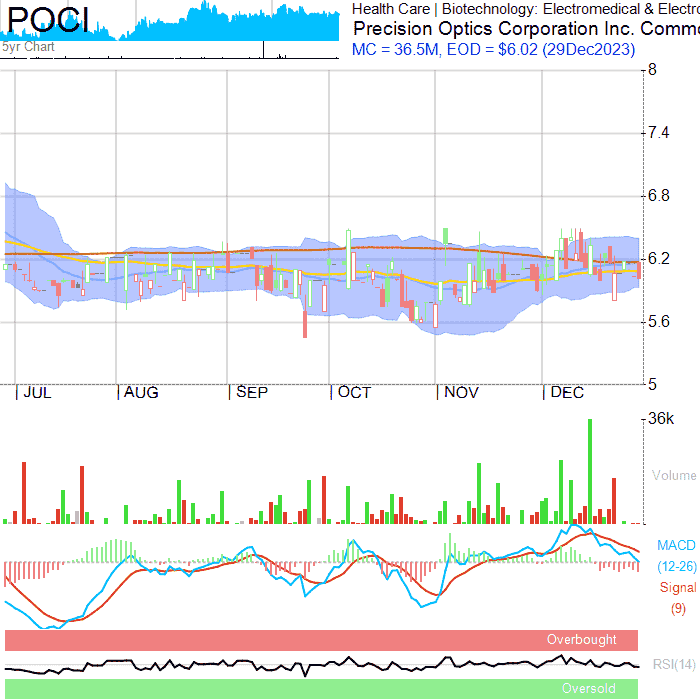 POCI
5yr Chart
Health Care | Biotechnology: Electromedical & Electro
Precision Optics Corporation Inc. Commo
MC = 36.5M, EOD = $6.02 (29Dec2023)
8
7.4
6.8
6.2
5.6
5
| JUL | AUG | SEP | OCT | NOV | DEC
36k
Volume
MACD
(12-26)
Signal
(9)
Overbought
RSI(14)
Oversold